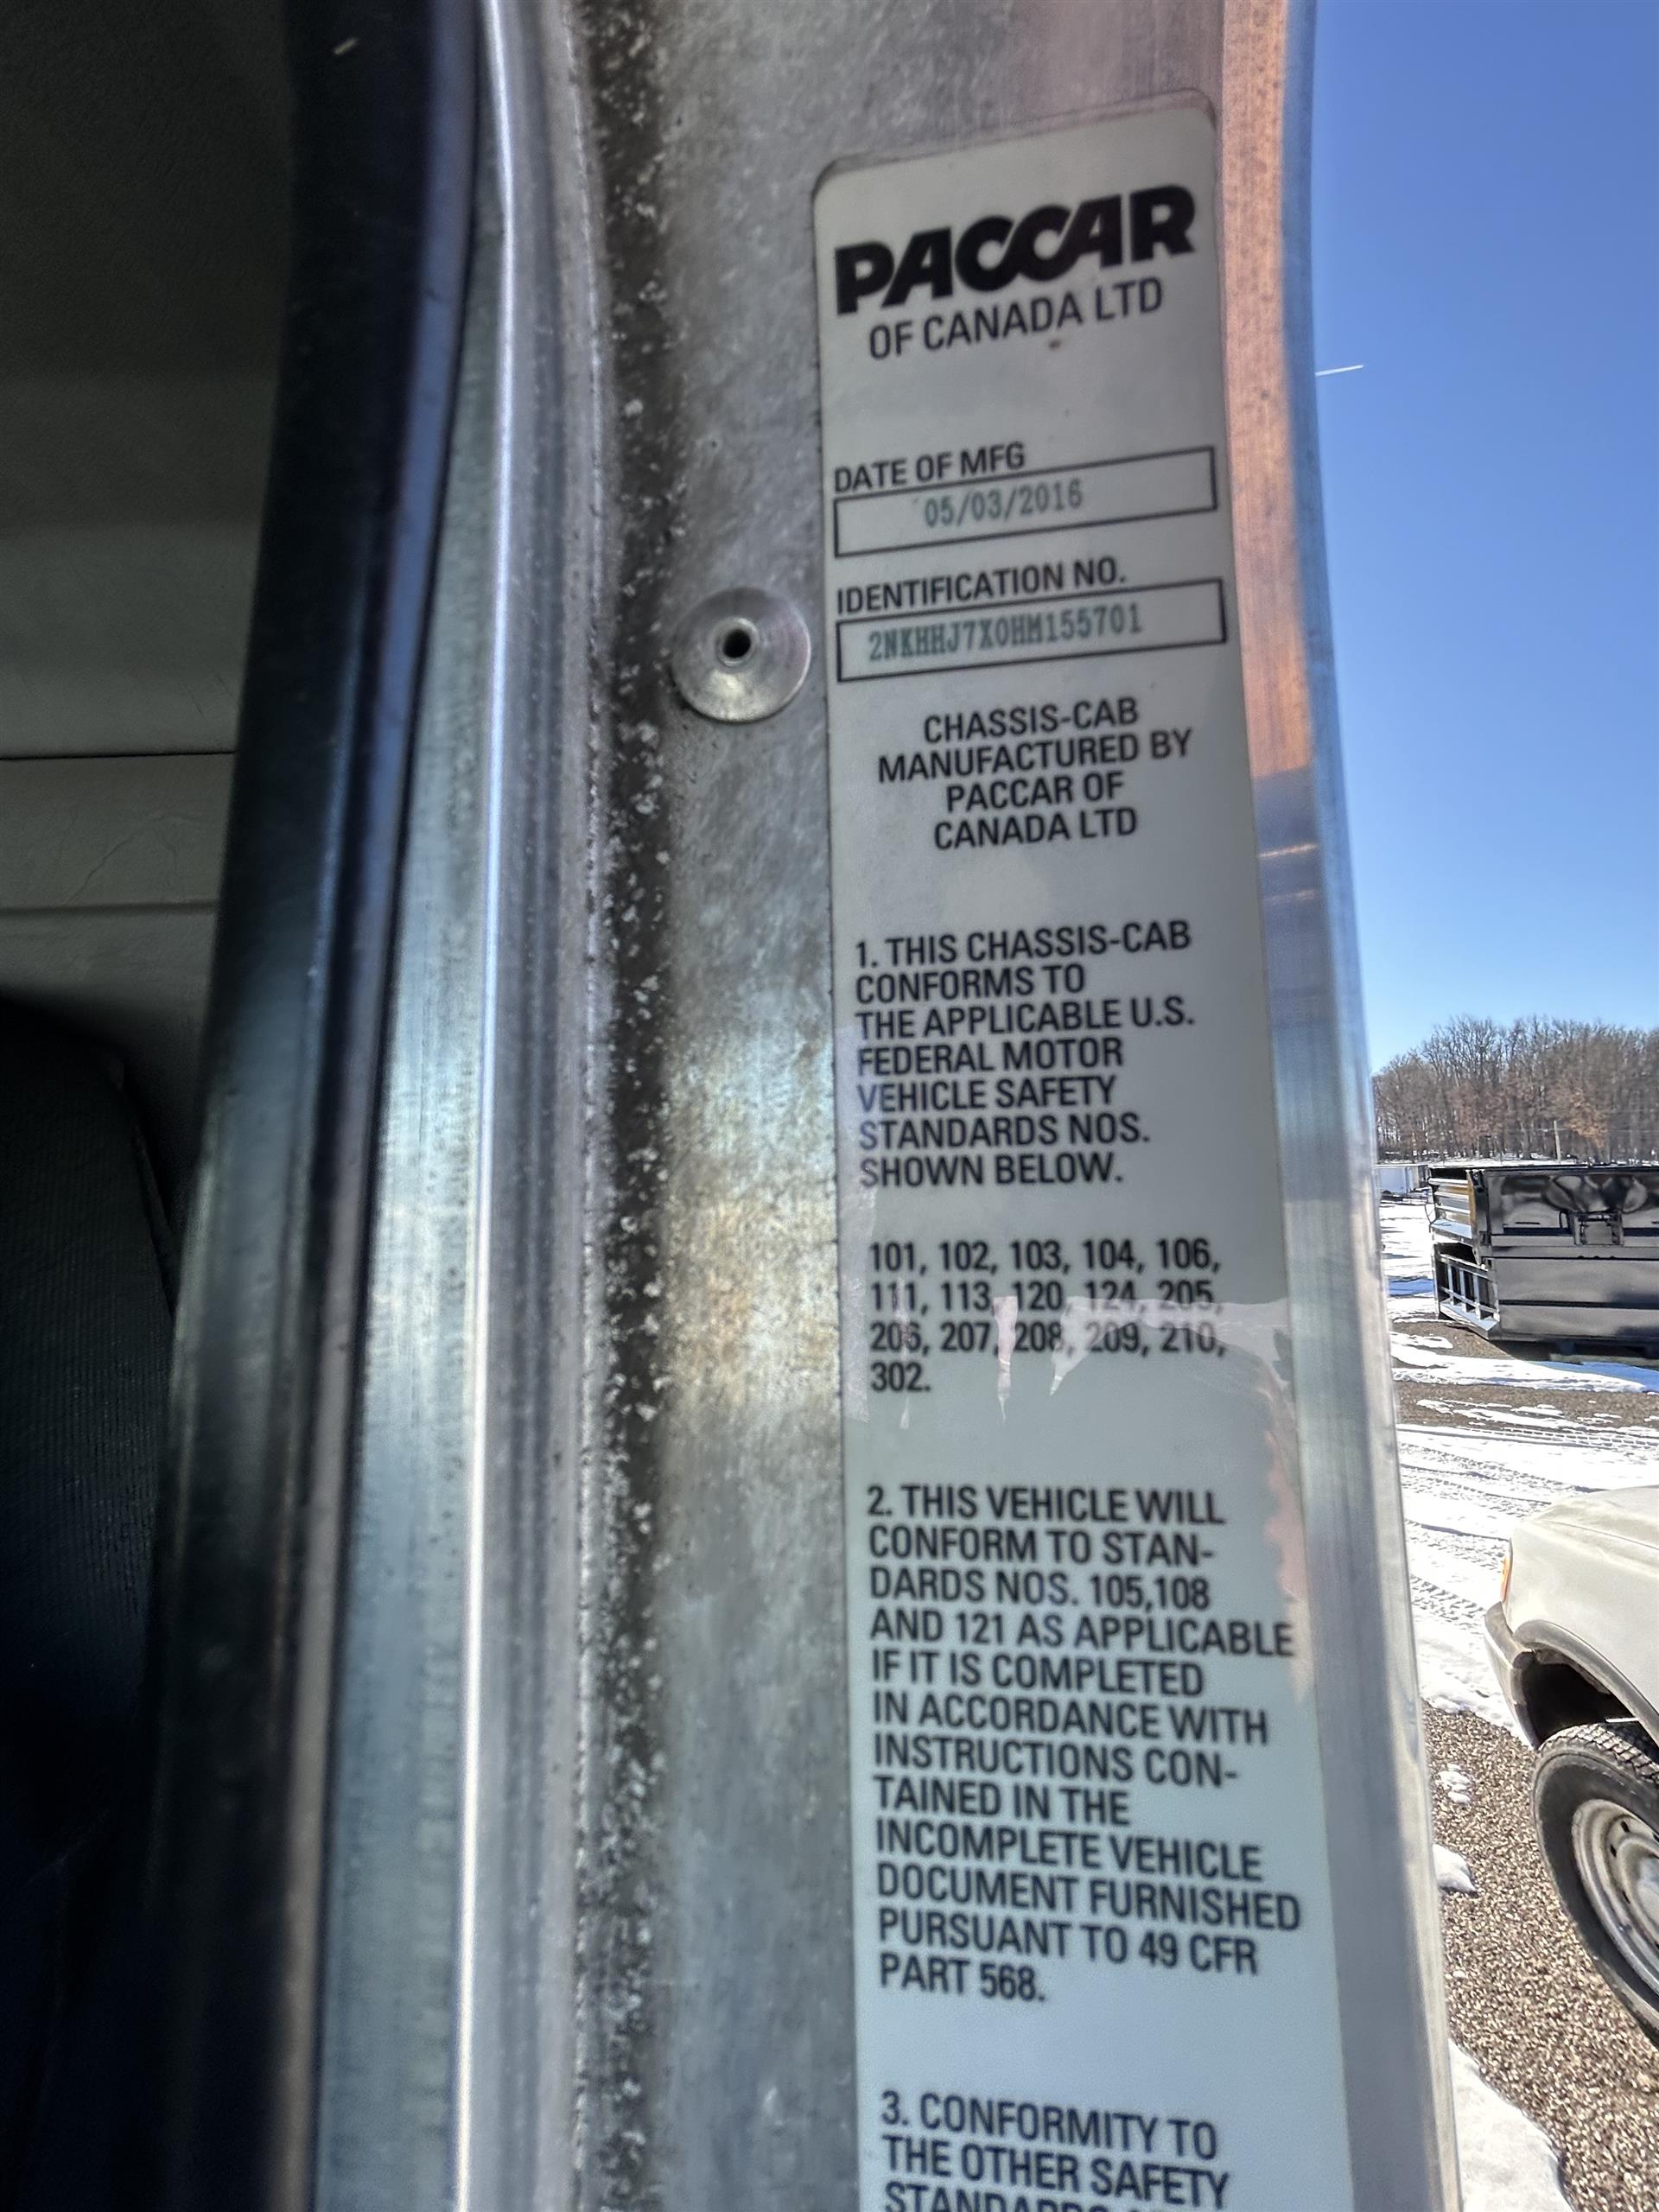 PACCAR
OF CANADA LTD
DATE OF MFG
05/03/2016
IDENTIFICATION NO.
2NKHHJ7X0HM155701
CHASSIS-CAB
MANUFACTURED BY
PACCAR OF
CANADA LTD
1. THIS CHASSIS-CAB
CONFORMS TO
THE APPLICABLE U.S.
FEDERAL MOTOR
VEHICLE SAFETY
STANDARDS NOS.
SHOWN BELOW.
101, 102, 103, 104, 106,
111, 113, 120, 124, 205,
206, 207, 208, 209, 210,
302.
2. THIS VEHICLE WILL
CONFORM TO STAN-
DARDS NOS. 105,108
AND 121 AS APPLICABLE
IF IT IS COMPLETED
IN ACCORDANCE WITH
INSTRUCTIONS CON-
TAINED IN THE
INCOMPLETE VEHICLE
DOCUMENT FURNISHED
PURSUANT TO 49 CFR
PART 568.
3. CONFORMITY TO
THE OTHER SAFETY
STANDARDS